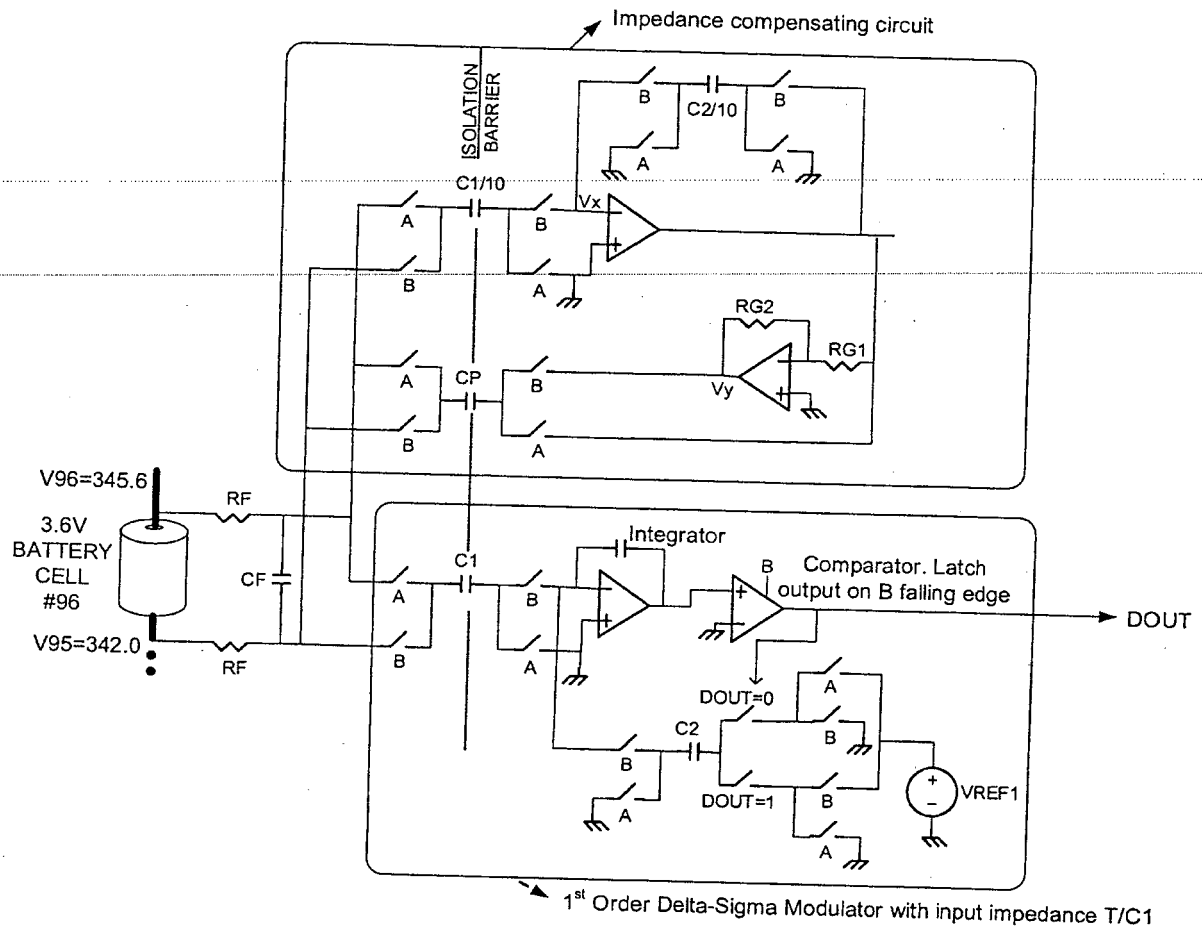 Impedance compensating circuit
ISOLATION
BARRIER
B
C2/10
B
A
A
C1/10
A
B
Vx
B
A
RG2
RG1
A
CP
B
Vy
B
A
V96=345.6
RF
3.6V
BATTERY
CELL
#96
CF
V95=342.0
RF
C1
A
B
B
A
Integrator
B
Comparator. Latch
output on B falling edge
DOUT
DOUT=0
A
B
C2
B
A
DOUT=1
B
A
VREF1
1st Order Delta-Sigma Modulator with input impedance T/C1